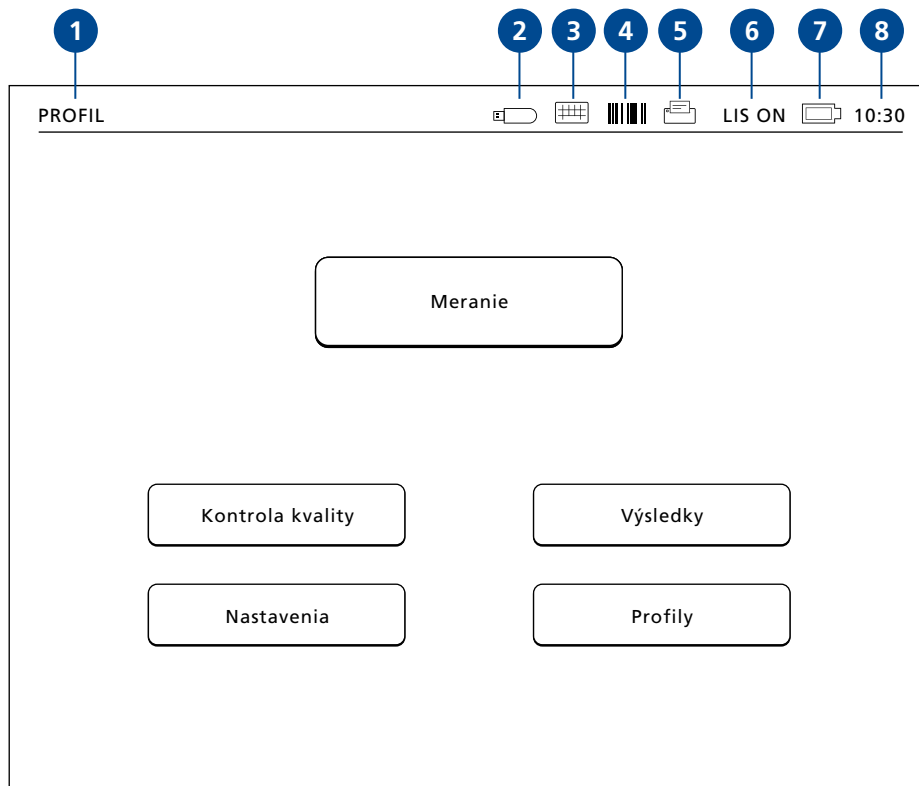 1 2 3 4 5 6 7 8
PROFIL LIS ON 10:30
Meranie
Kontrola kvality Výsledky
Nastavenia Profily